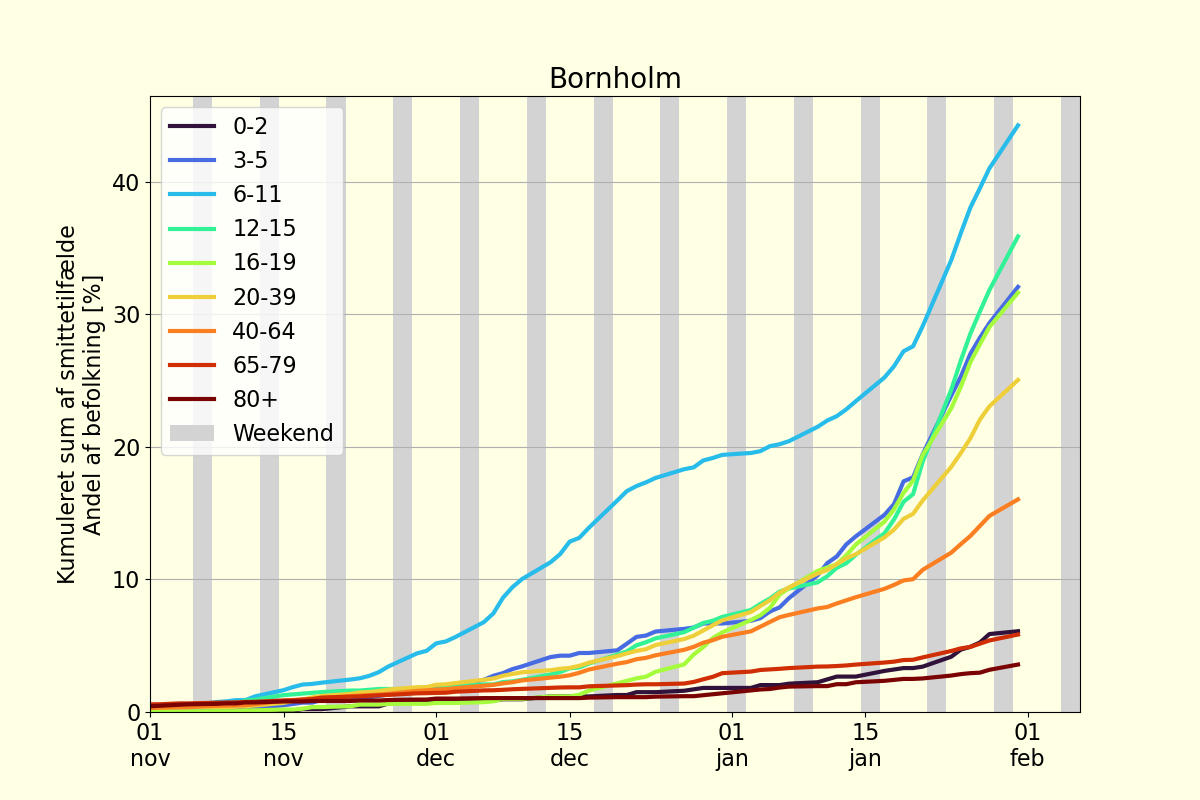 Bornholm
Kumuleret sum af smittetilfælde
Andel af befolkning [%]
40
30
20
10
0
0-2
3-5
6-11
12-15
16-19
20-39
40-64
65-79
80+
Weekend
01 15 01 15 01 15 01
nov nov dec dec jan jan feb